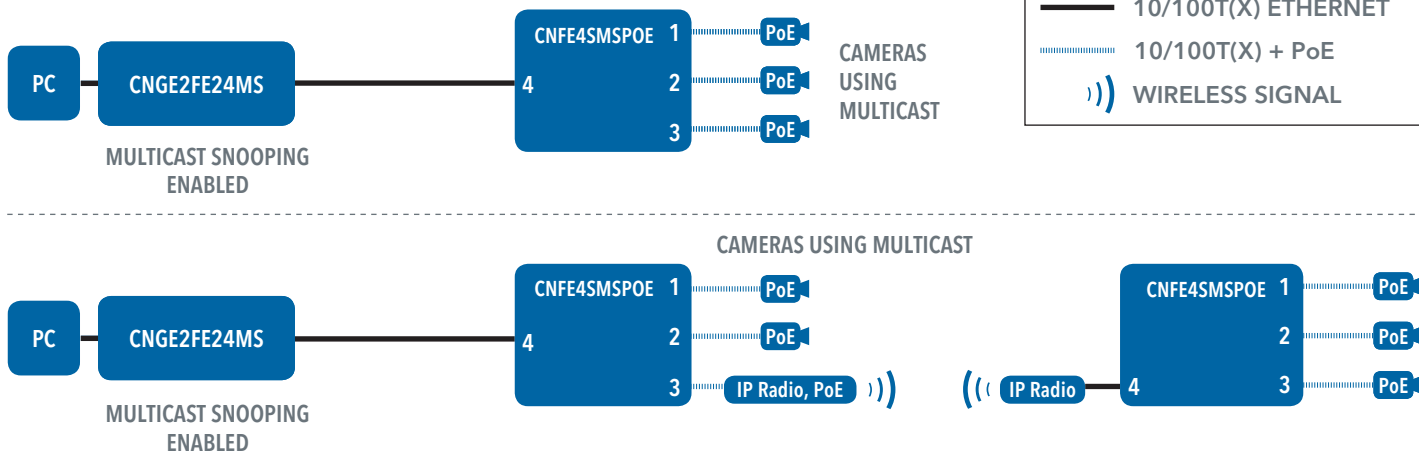 10/100T(X) ETHERNET
10/100T(X) + PoE
WIRELESS SIGNAL
PC
CNGE2FE24MS
MULTICAST SNOOPING
ENABLED
CNFE4SMSPOE 1
4
2
3
PoE
PoE
PoE
CAMERAS
USING
MULTICAST
CAMERAS USING MULTICAST
PC
CNGE2FE24MS
MULTICAST SNOOPING
ENABLED
CNFE4SMSPOE 1
4
2
3
PoE
PoE
IP Radio, PoE
IP Radio
CNFE4SMSPOE 1
4
2
3
PoE
PoE
PoE